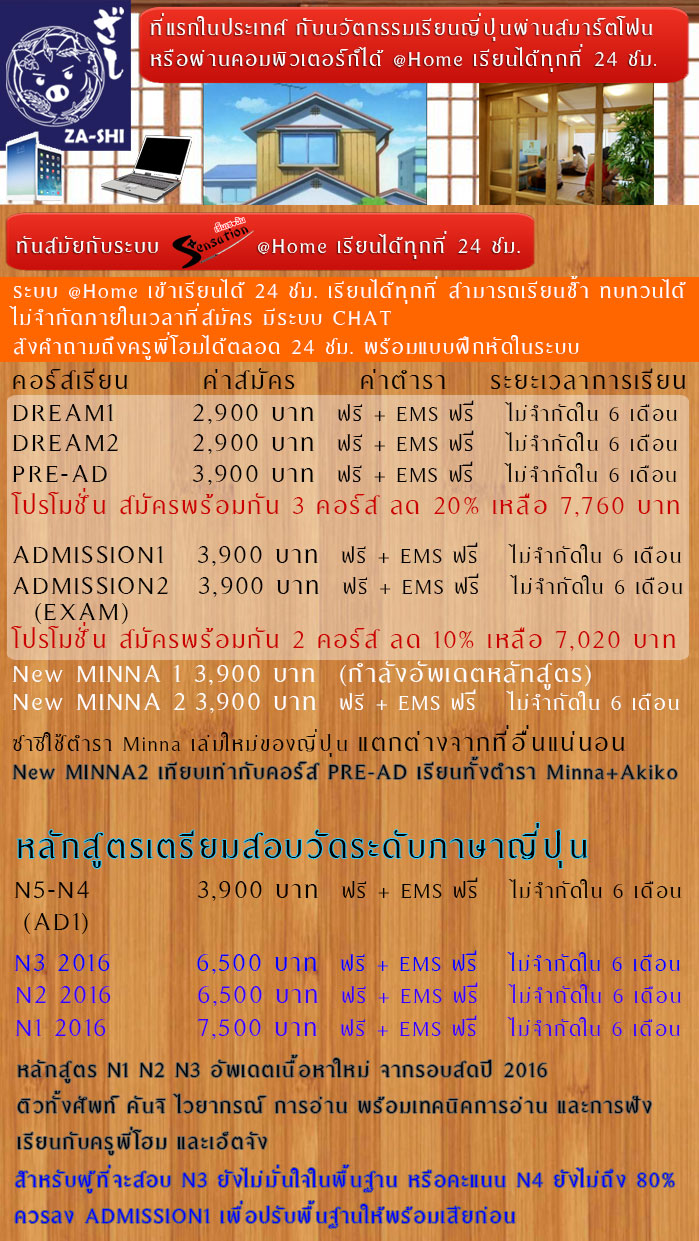 ざし
ZA-SHI
ที่แรกในประเทศ กับนวัตกรรมเรียนญี่ปุ่นผ่านสมาร์ตโฟน
หรือผ่านคอมพิวเตอร์ก็ได้ @Home เรียนได้ทุกที่ 24 ชม.
ทันสมัยกับระบบ Sensation @Home เรียนได้ทุกที่ 24 ชม.
ระบบ @Home เข้าเรียนได้ 24 ชม. เรียนได้ทุกที่ สามารถเรียนซ้ำ ทบทวนได้
ไม่จำกัดภายในเวลาที่สมัคร มีระบบ CHAT
ส่งคำถามถึงครูพี่โฮมได้ตลอด 24 ชม. พร้อมแบบฝึกหัดในระบบ
คอร์สเรียน ค่าสมัคร ค่าตำรา ระยะเวลาการเรียน
DREAM1 2,900 บาท ฟรี + EMS ฟรี ไม่จำกัดใน 6 เดือน
DREAM2 2,900 บาท ฟรี + EMS ฟรี ไม่จำกัดใน 6 เดือน
PRE-AD 3,900 บาท ฟรี + EMS ฟรี ไม่จำกัดใน 6 เดือน
โปรโมชั่น สมัครพร้อมกัน 3 คอร์ส ลด 20% เหลือ 7,760 บาท
ADMISSION1 3,900 บาท ฟรี + EMS ฟรี ไม่จำกัดใน 6 เดือน
ADMISSION2 3,900 บาท ฟรี + EMS ฟรี ไม่จำกัดใน 6 เดือน
(EXAM)
โปรโมชั่น สมัครพร้อมกัน 2 คอร์ส ลด 10% เหลือ 7,020 บาท
New MINNA 1 3,900 บาท (กำลังอัพเดตหลักสูตร)
New MINNA 2 3,900 บาท ฟรี + EMS ฟรี ไม่จำกัดใน 6 เดือน
ซาชิใช้ตำรา Minna เล่มใหม่ของญี่ปุ่น แตกต่างจากที่อื่นแน่นอน
New MINNA2 เทียบเท่ากับคอร์ส PRE-AD เรียนทั้งตำรา Minna+Akiko
หลักสูตรเตรียมสอบวัดระดับภาษาญี่ปุ่น
N5-N4 3,900 บาท ฟรี + EMS ฟรี ไม่จำกัดใน 6 เดือน
(AD1)
N3 2016 6,500 บาท ฟรี + EMS ฟรี ไม่จำกัดใน 6 เดือน
N2 2016 6,500 บาท ฟรี + EMS ฟรี ไม่จำกัดใน 6 เดือน
N1 2016 7,500 บาท ฟรี + EMS ฟรี ไม่จำกัดใน 6 เดือน
หลักสูตร N1 N2 N3 อัพเดตเนื้อหาใหม่ จากรอบสดปี 2016
ติวทั้งศัพท์ คันจิ ไวยากรณ์ การอ่าน พร้อมเทคนิคการอ่าน และการฟัง
เรียนกับครูพี่โฮม และเอ็ตจัง
สำหรับผู้ที่จะสอบ N3 ยังไม่มั่นใจในพื้นฐาน หรือคะแนน N4 ยังไม่ถึง 80%
ควรลง ADMISSION1 เพื่อปรับพื้นฐานให้พร้อมเสียก่อน